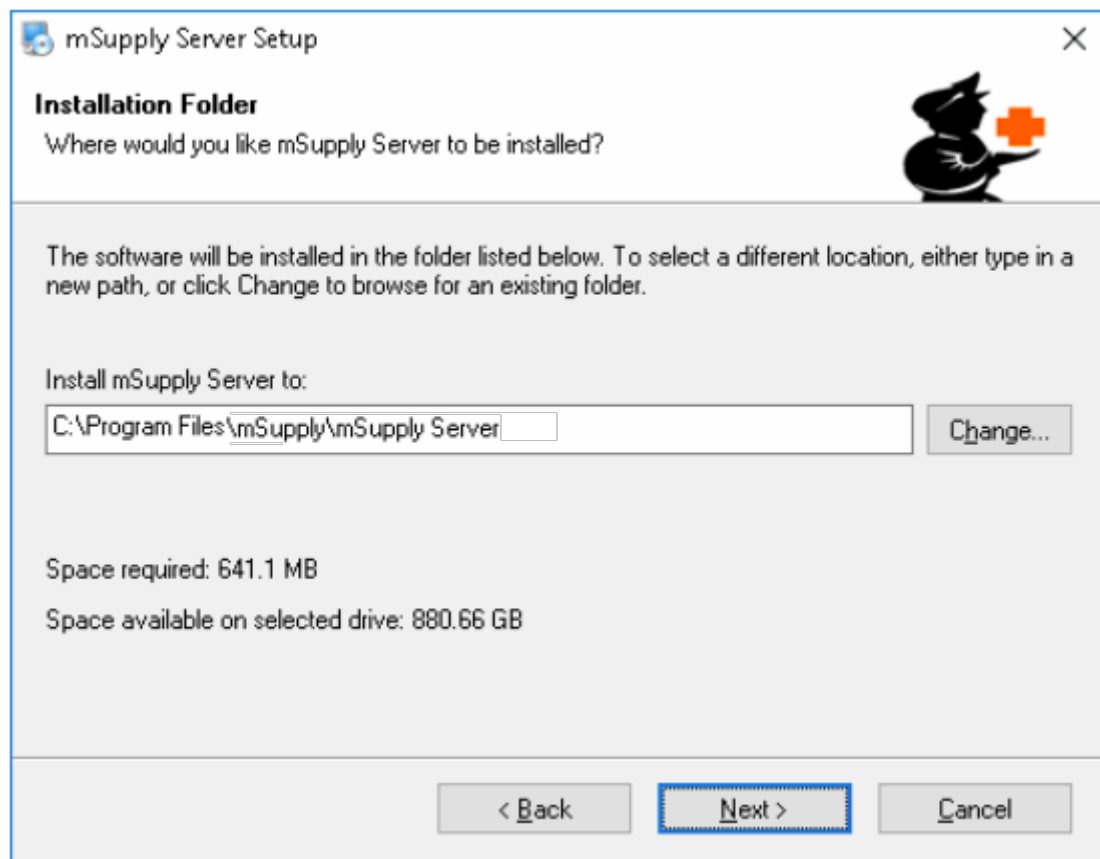 mSupply Server Setup
Installation Folder
Where would you like mSupply Server to be installed?
The software will be installed in the folder listed below. To select a different location, either type in a
new path, or click Change to browse for an existing folder.
Install mSupply Server to:
C:\Program Files\mSupply\mSupply Server
Change...
Space required: 641.1 MB
Space available on selected drive: 880.66 GB
< Back
Next >
Cancel